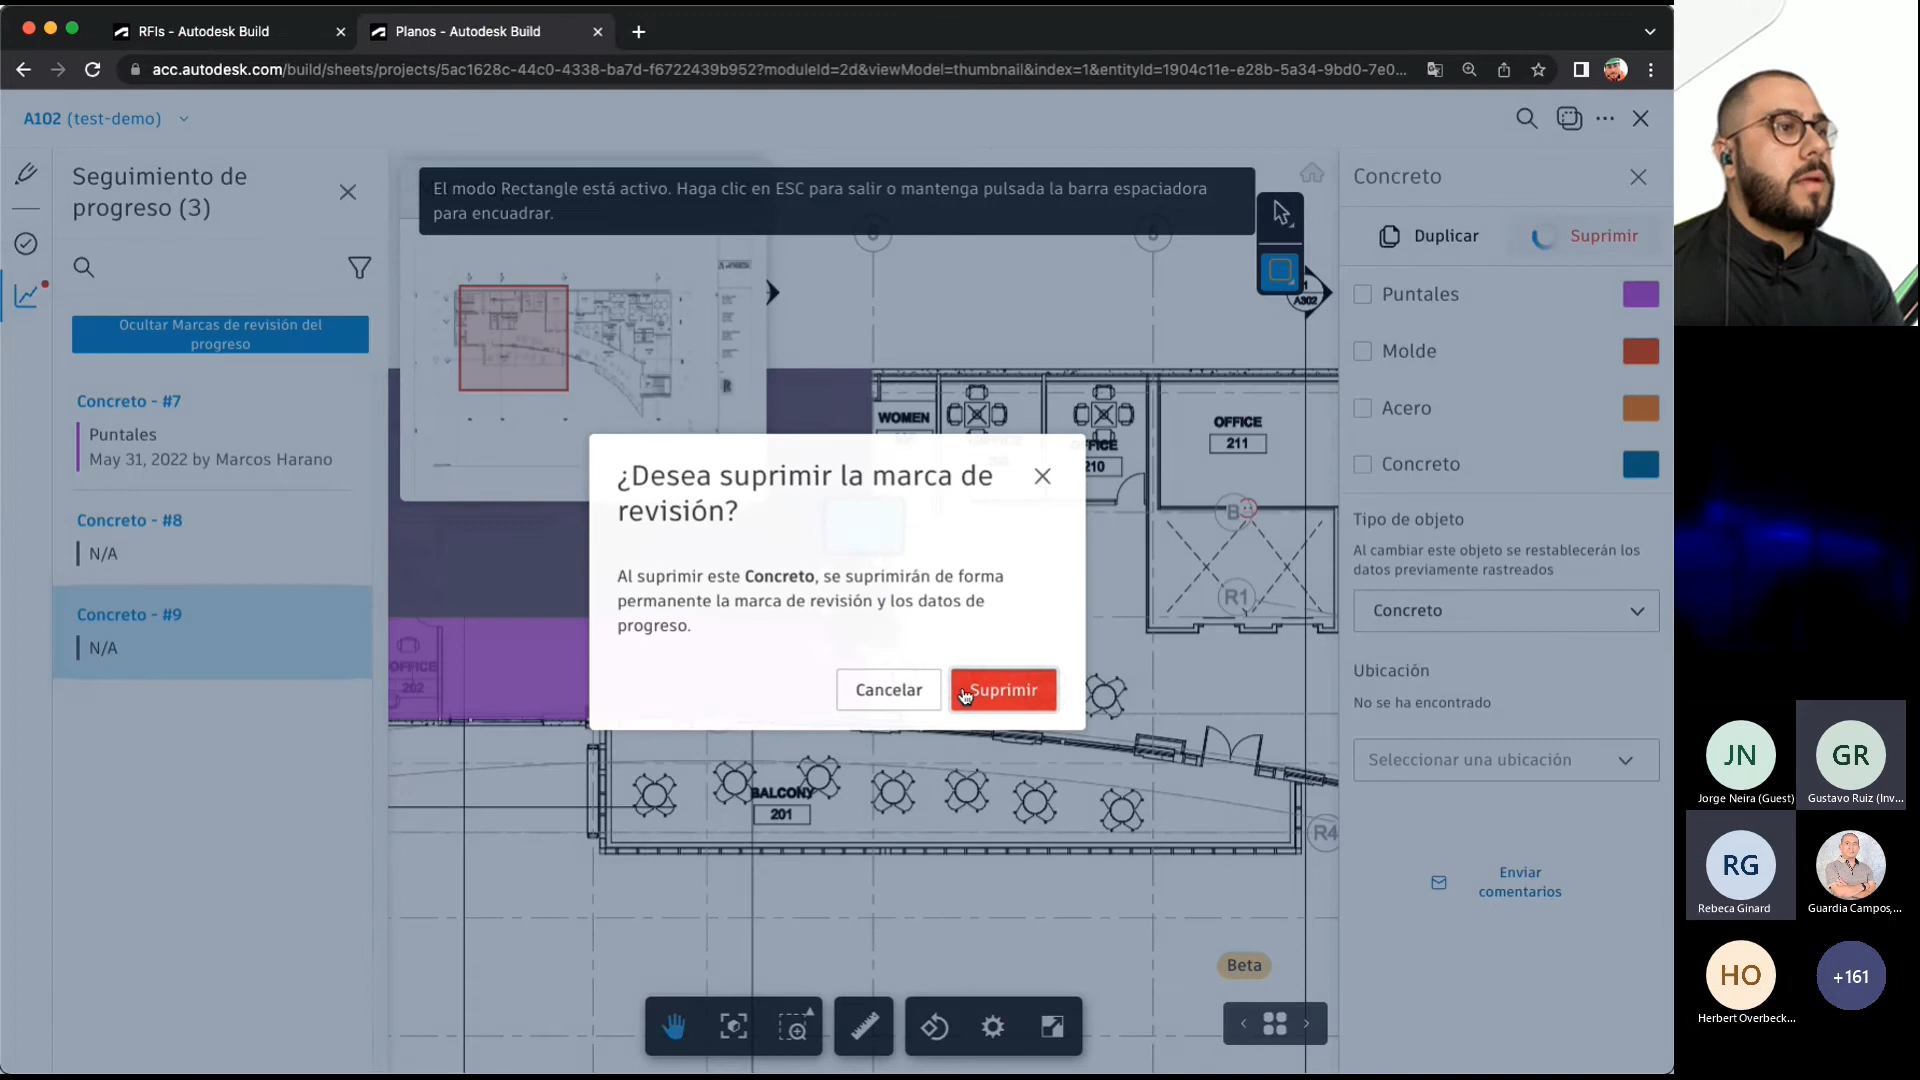 RFIs - Autodesk Build
Planos - Autodesk Build
acc.autodesk.com/build/sheets/projects/5ac1628c-44c0-4338-ba7d-f6722439b952?moduleId=2d&viewModel=thumbnail&index=1&entityId=1904c11e-e28b-5a34-9bd0-7e0...
A102 (test-demo)
Seguimiento de
progreso (3)
Ocultar Marcas de revisión del
progreso
Concreto - #7
Puntales
May 31, 2022 by Marcos Harano
Concreto - #8
N/A
Concreto - #9
N/A
El modo Rectangle está activo. Haga clic en ESC para salir o mantenga pulsada la barra espaciadora
para encuadrar.
A302
WOMEN
OFFICE
211
210
B
R1
OFFICE
202
BALCONY
201
R4
¿Desea suprimir la marca de
revisión?
Al suprimir este Concreto, se suprimirán de forma
permanente la marca de revisión y los datos de
progreso.
Cancelar
Suprimir
Beta
Concreto
Duplicar
Suprimir
Puntales
Molde
Acero
Concreto
Tipo de objeto
Al cambiar este objeto se restablecerán los
datos previamente rastreados
Concreto
Ubicación
No se ha encontrado
Seleccionar una ubicación
Enviar
comentarios
JN
Jorge Neira (Guest)
GR
Gustavo Ruiz (Inv...
RG
Rebeca Ginard
Guardia Campos,...
HO
Herbert Overbeck...
+161